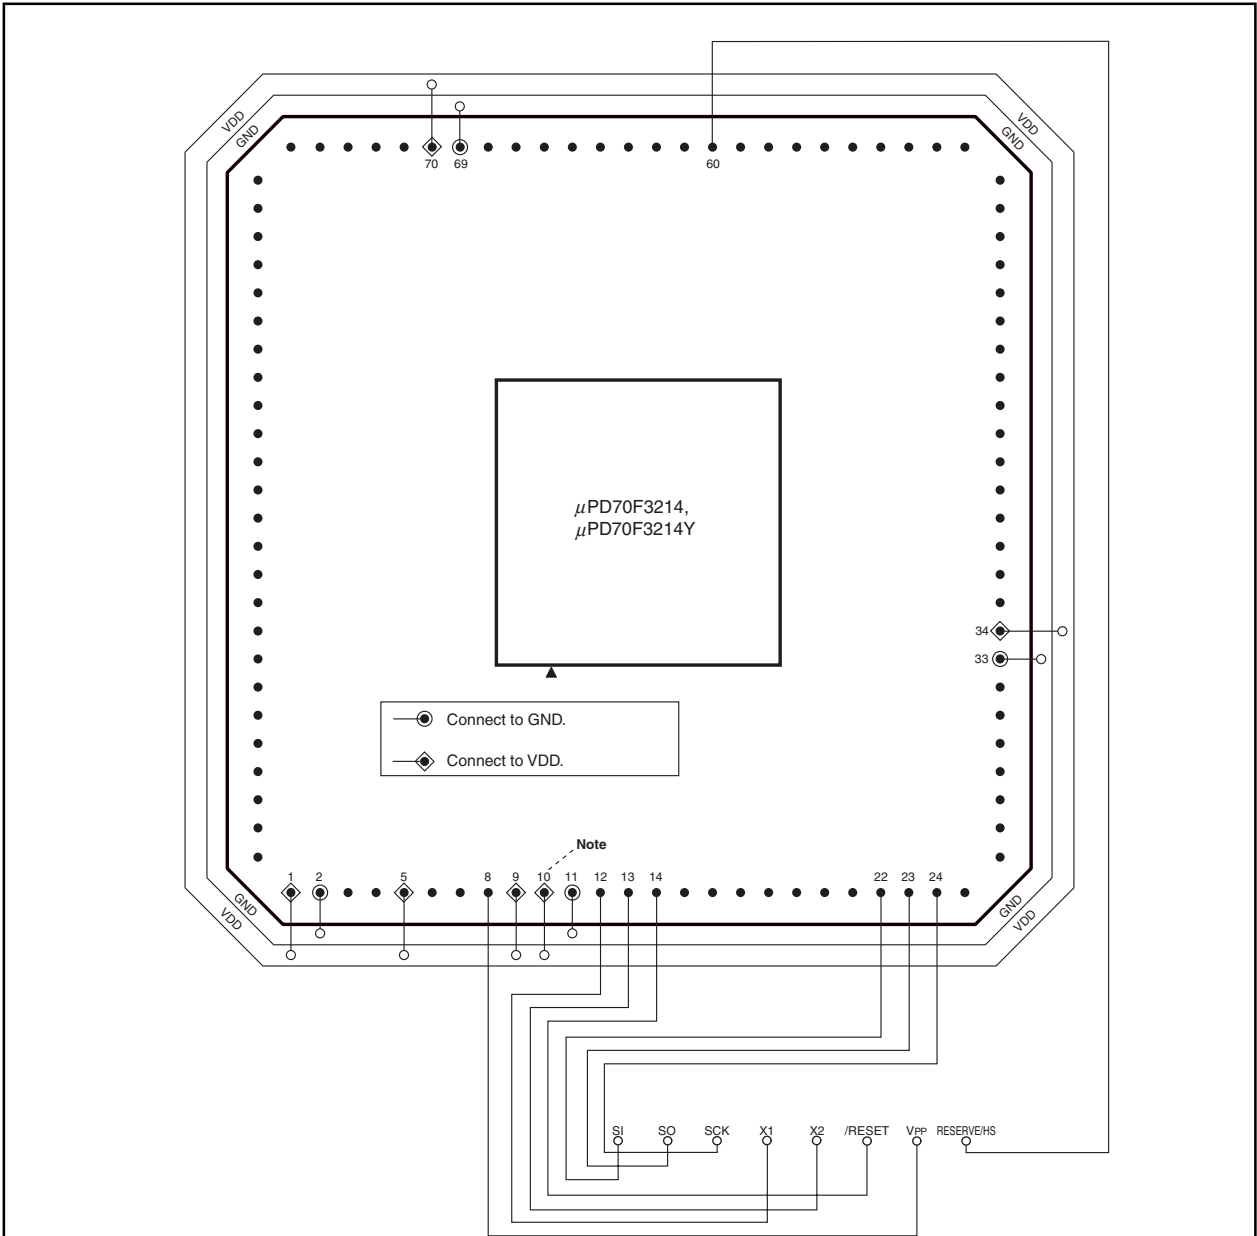 VDD
GND
VDD
GND
70
69
60
μPD70F3214,
μPD70F3214Y
34
33
Connect to GND.
Connect to VDD.
Note
1
2
5
8
9
10
11
12
13
14
22
23
24
GND
VDD
GND
VDD
SI
SO
SCK
X1
X2
/RESET
VPP
RESERVE/HS